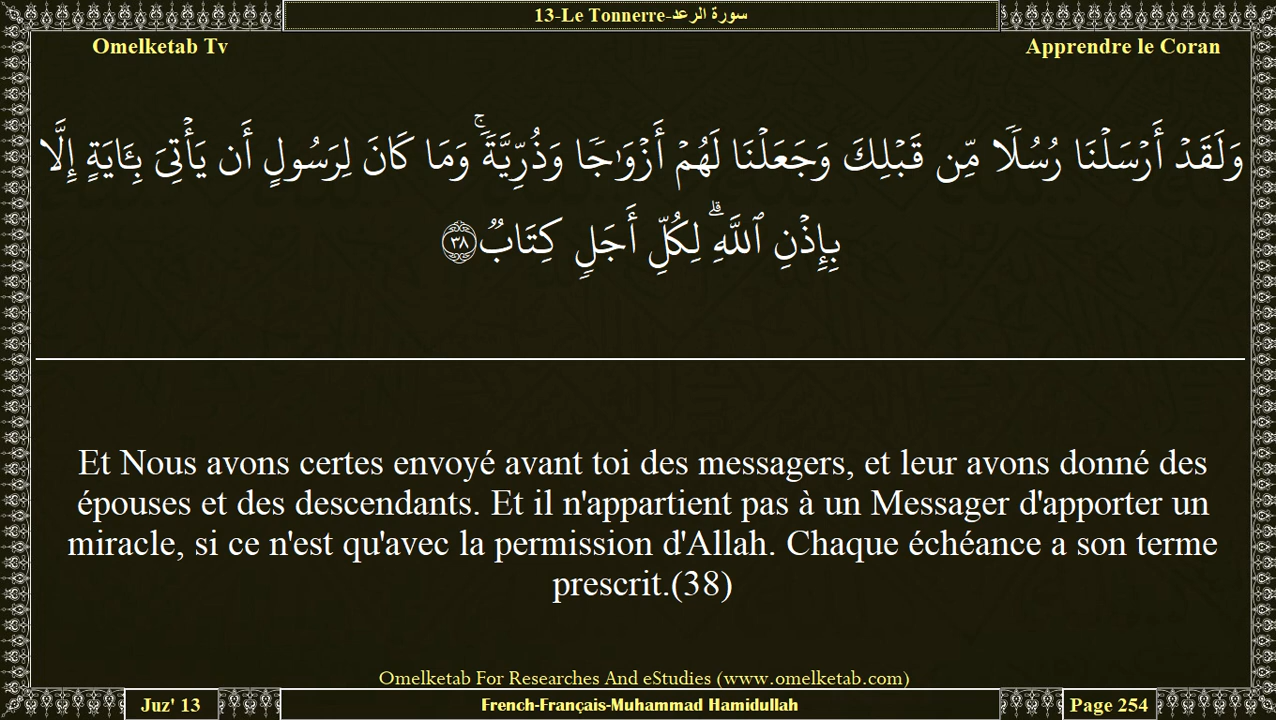 13-Le Tonnerre-سورة الرعد
Omelketab Tv
Apprendre le Coran
وَلَقَدۡ أَرۡسَلۡنَا رُسُلٗا مِّن قَبۡلِكَ وَجَعَلۡنَا لَهُمۡ أَزۡوَٰجٗا وَذُرِّيَّةٗۚ وَمَا كَانَ لِرَسُولٍ أَن يَأۡتِيَ بِـَٔايَةٍ إِلَّا
بِإِذۡنِ ٱللَّهِۗ لِكُلِّ أَجَلٖ كِتَابٞ ٣٨
Et Nous avons certes envoyé avant toi des messagers, et leur avons donné des
épouses et des descendants. Et il n'appartient pas à un Messager d'apporter un
miracle, si ce n'est qu'avec la permission d'Allah. Chaque échéance a son terme
prescrit.(38)
Omelketab For Researches And eStudies (www.omelketab.com)
Juz' 13
French-Français-Muhammad Hamidullah
Page 254